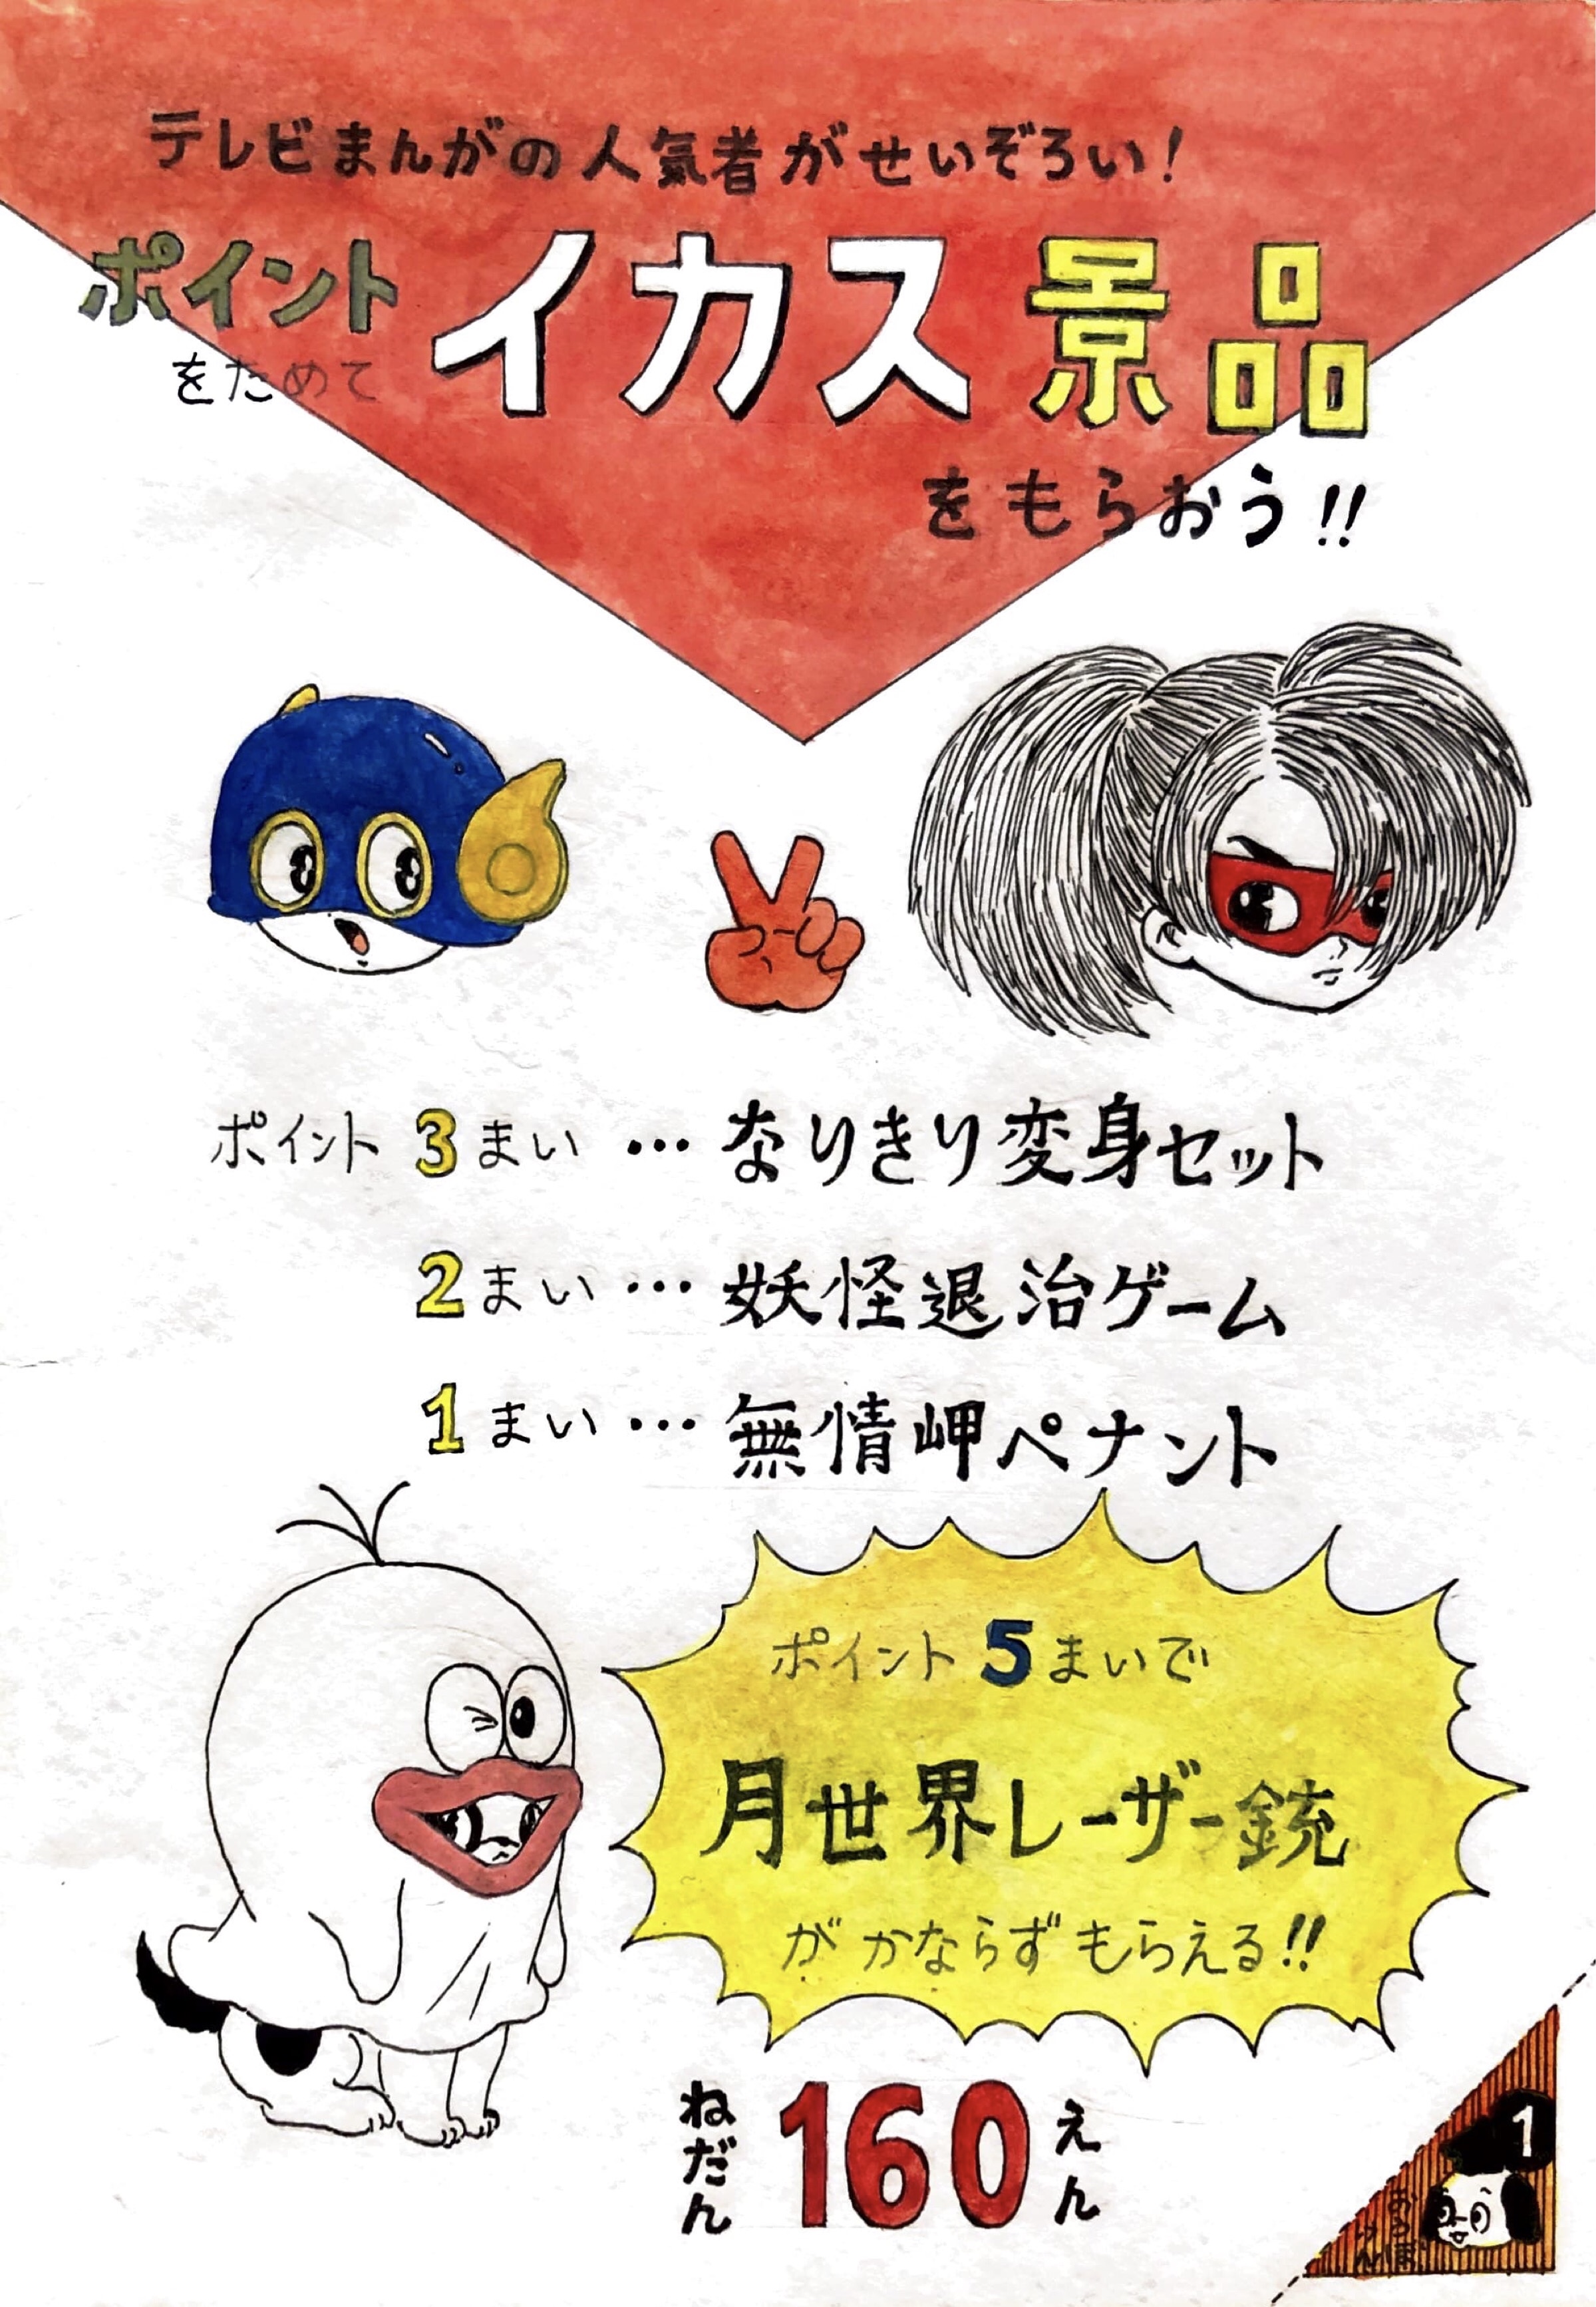 テレビまんがの人気者がせいぞろい!
ポイント
をためて
イカス景品
をもらおう!!
ポイント 3まい … なりきり変身セット
2まい … 妖怪退治ゲーム
1まい … 無情岬ペナント
ポイント 5まいで
月世界レーザー銃
がかならずもらえる!!
ねだん 160 えん
1